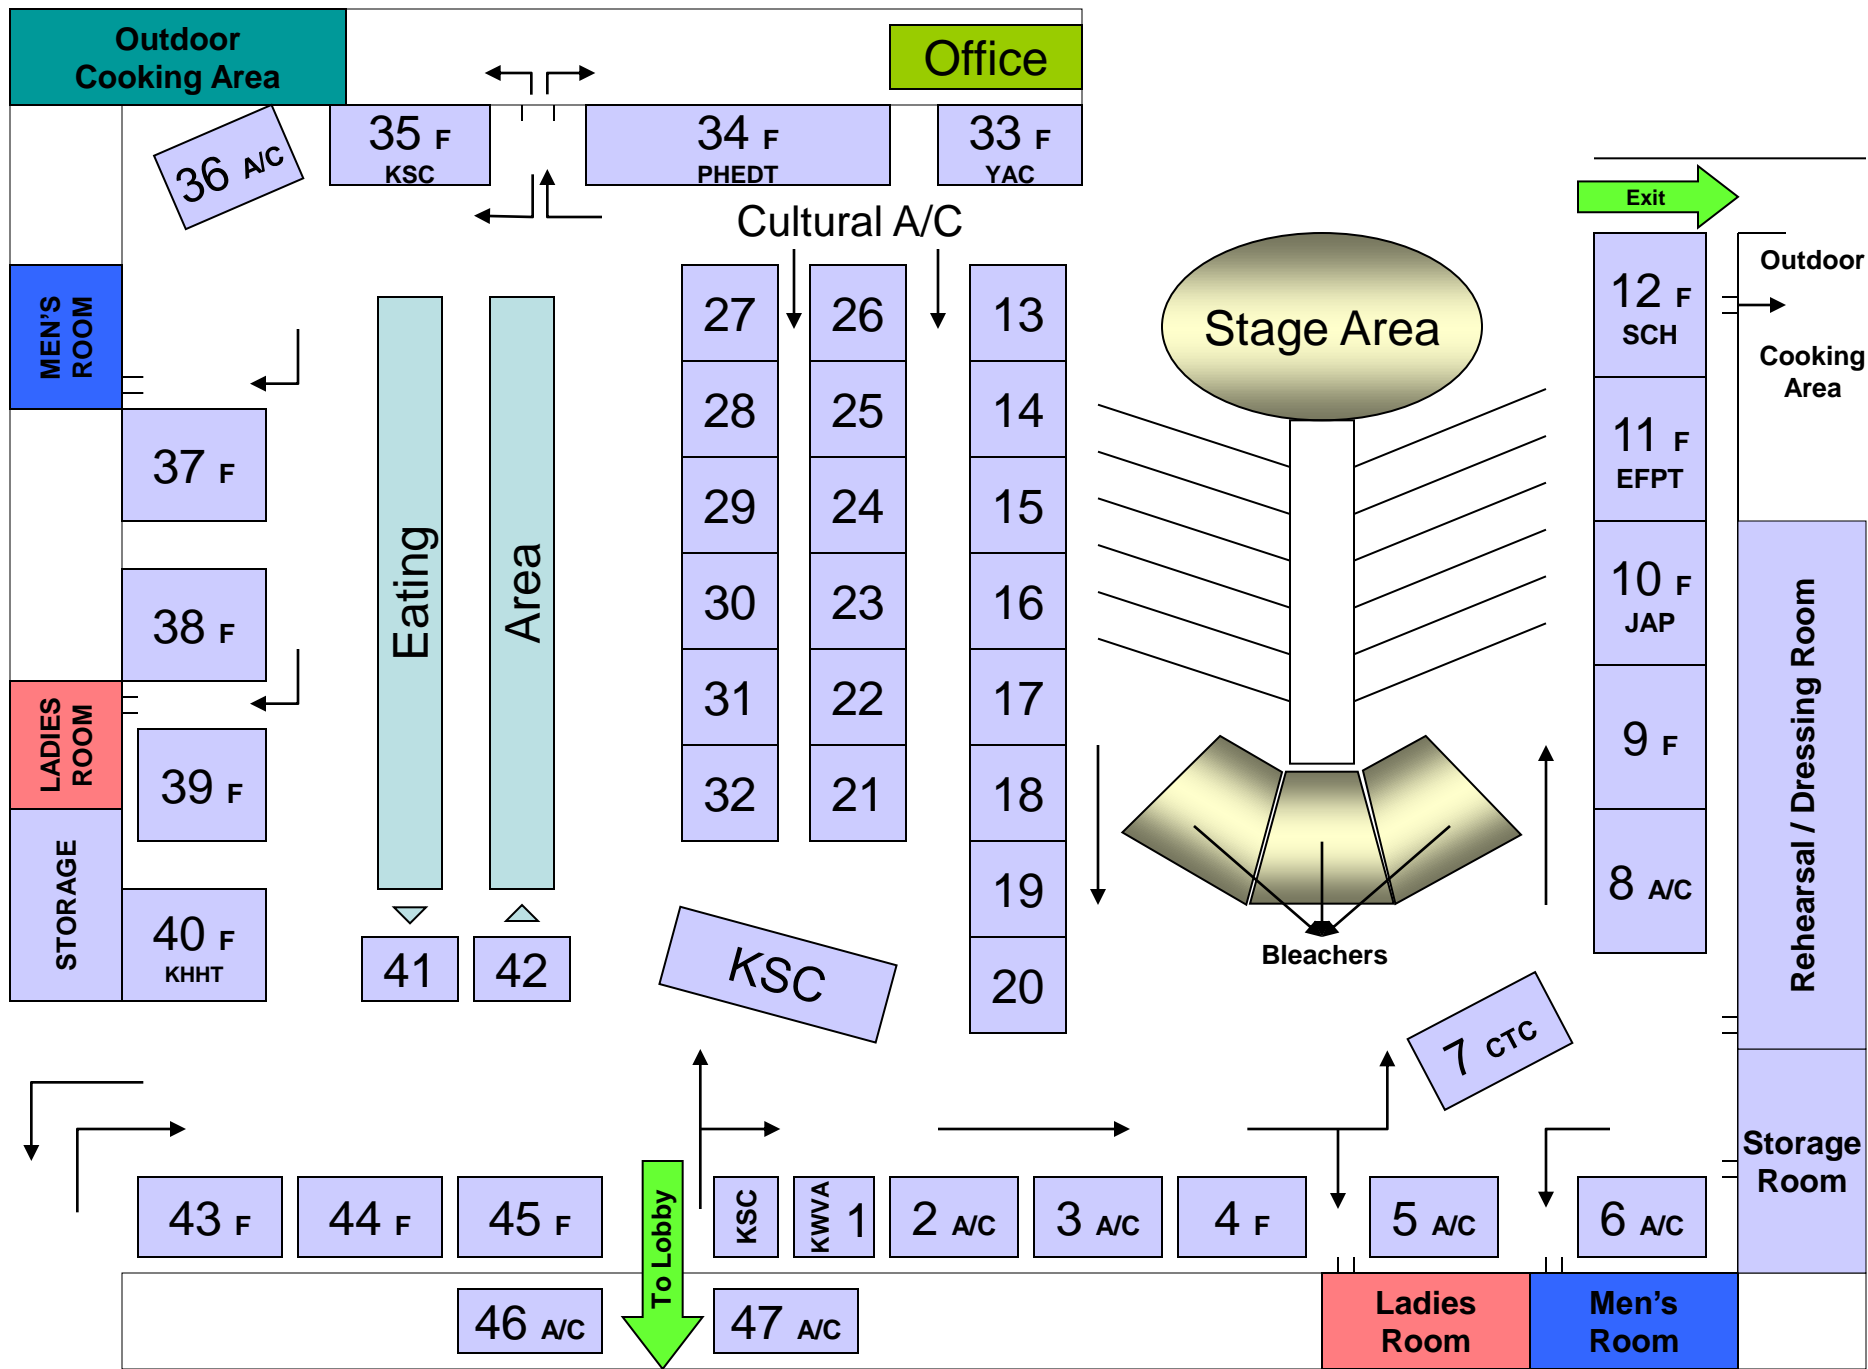 Outdoor
Cooking Area
Office
35 F
KSC
34 F
PHEDT
33 F
YAC
36 A/C
Exit
Cultural A/C
Outdoor
Cooking
Area
MEN'S
ROOM
27
26
13
Stage Area
12 F
SCH
28
25
14
11 F
EFPT
37 F
29
24
15
Eating
Area
10 F
JAP
38 F
30
23
16
LADIES
ROOM
31
22
17
9 F
Rehearsal / Dressing Room
39 F
32
21
18
8 A/C
STORAGE
19
40 F
KHHT
41
42
KSC
20
Bleachers
7 CTC
Storage
Room
43 F
44 F
45 F
To Lobby
KSC
KWVA 1
2 A/C
3 A/C
4 F
5 A/C
6 A/C
46 A/C
47 A/C
Ladies
Room
Men's
Room